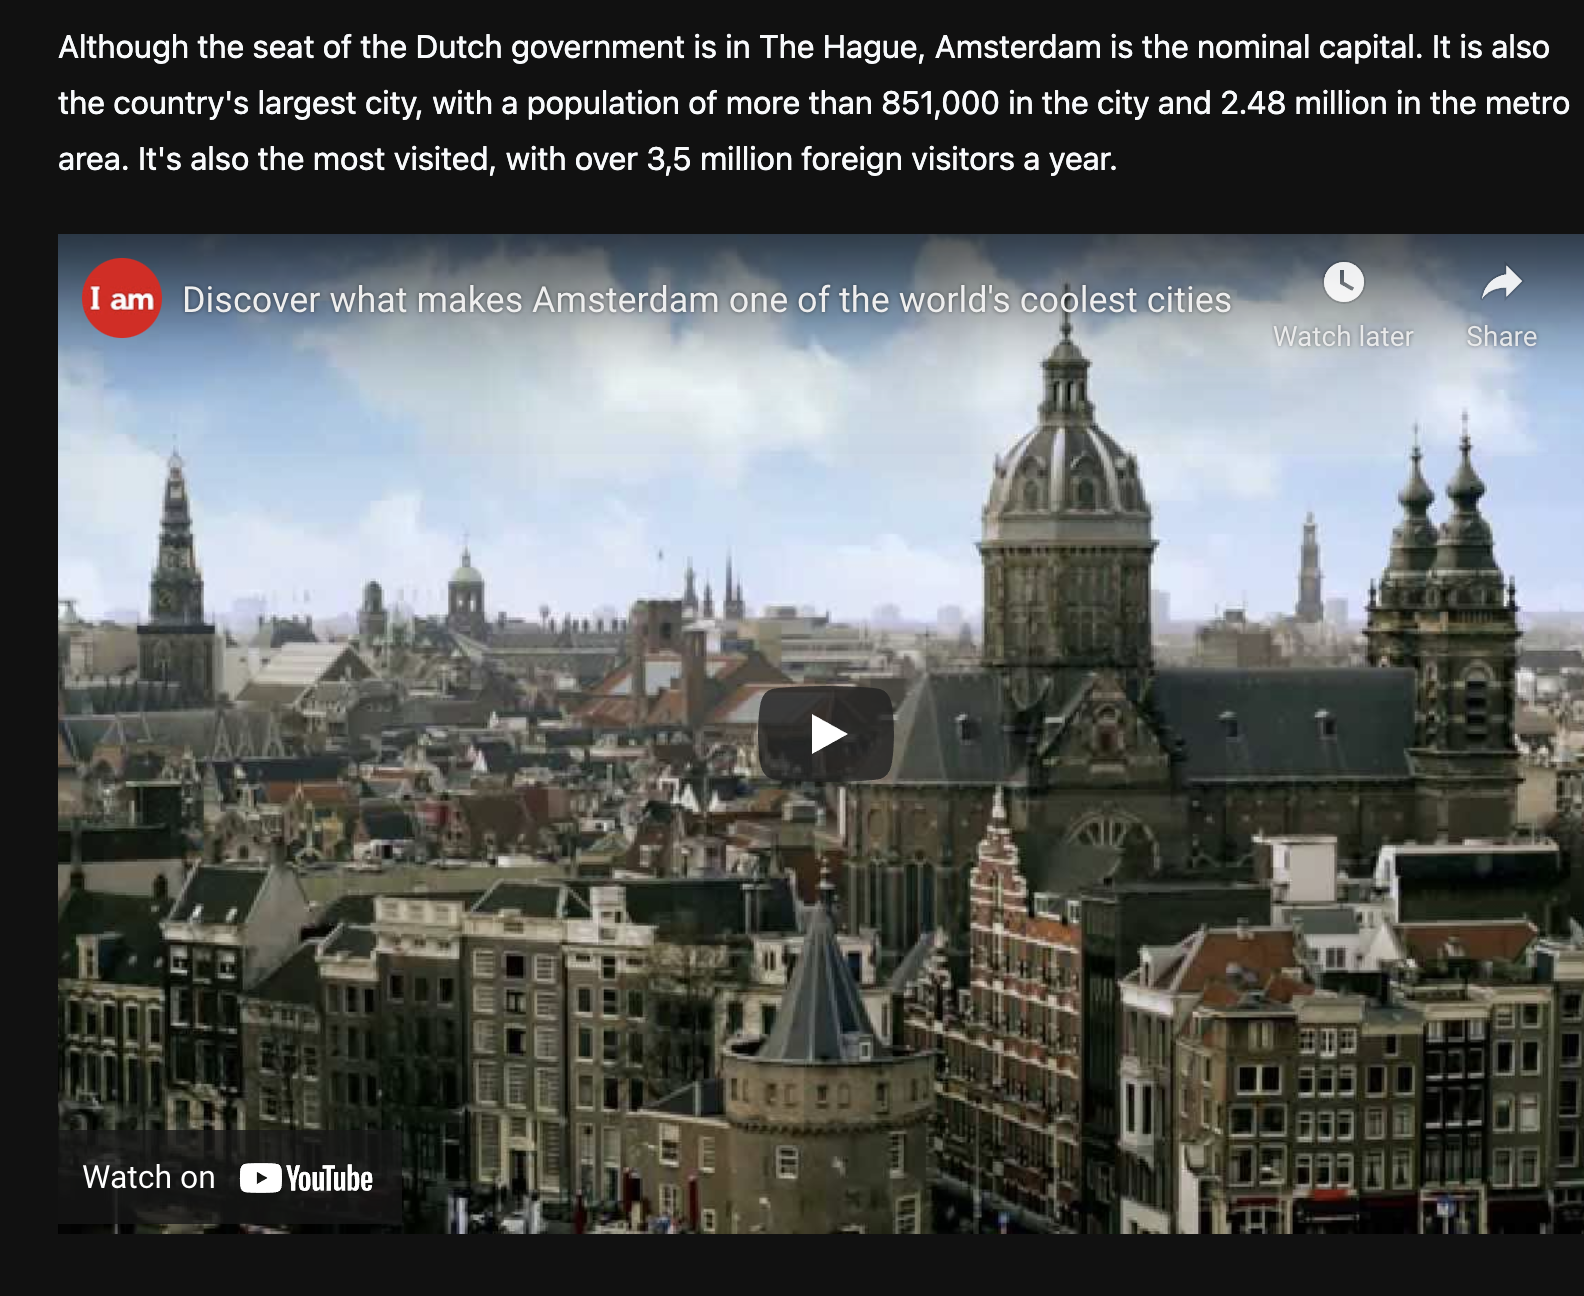 Although the seat of the Dutch government is in The Hague, Amsterdam is the nominal capital. It is also
the country's largest city, with a population of more than 851,000 in the city and 2.48 million in the metro
area. It's also the most visited, with over 3,5 million foreign visitors a year.
I am
Discover what makes Amsterdam one of the world's coolest cities
Watch later
Share
Watch on YouTube